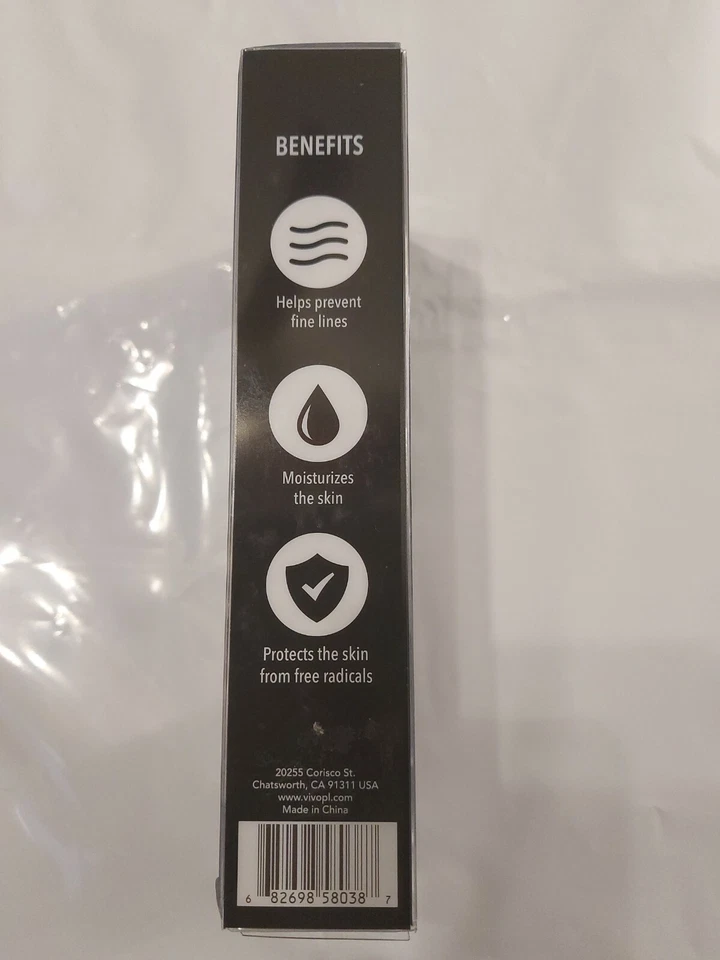 BENEFITS
Helps prevent
fine lines
Moisturizes
the skin
Protects the skin
from free radicals
20255 Corisco St.
Chatsworth, CA 91311 USA
www.vivopl.com
Made in China
6 82698 58038 7